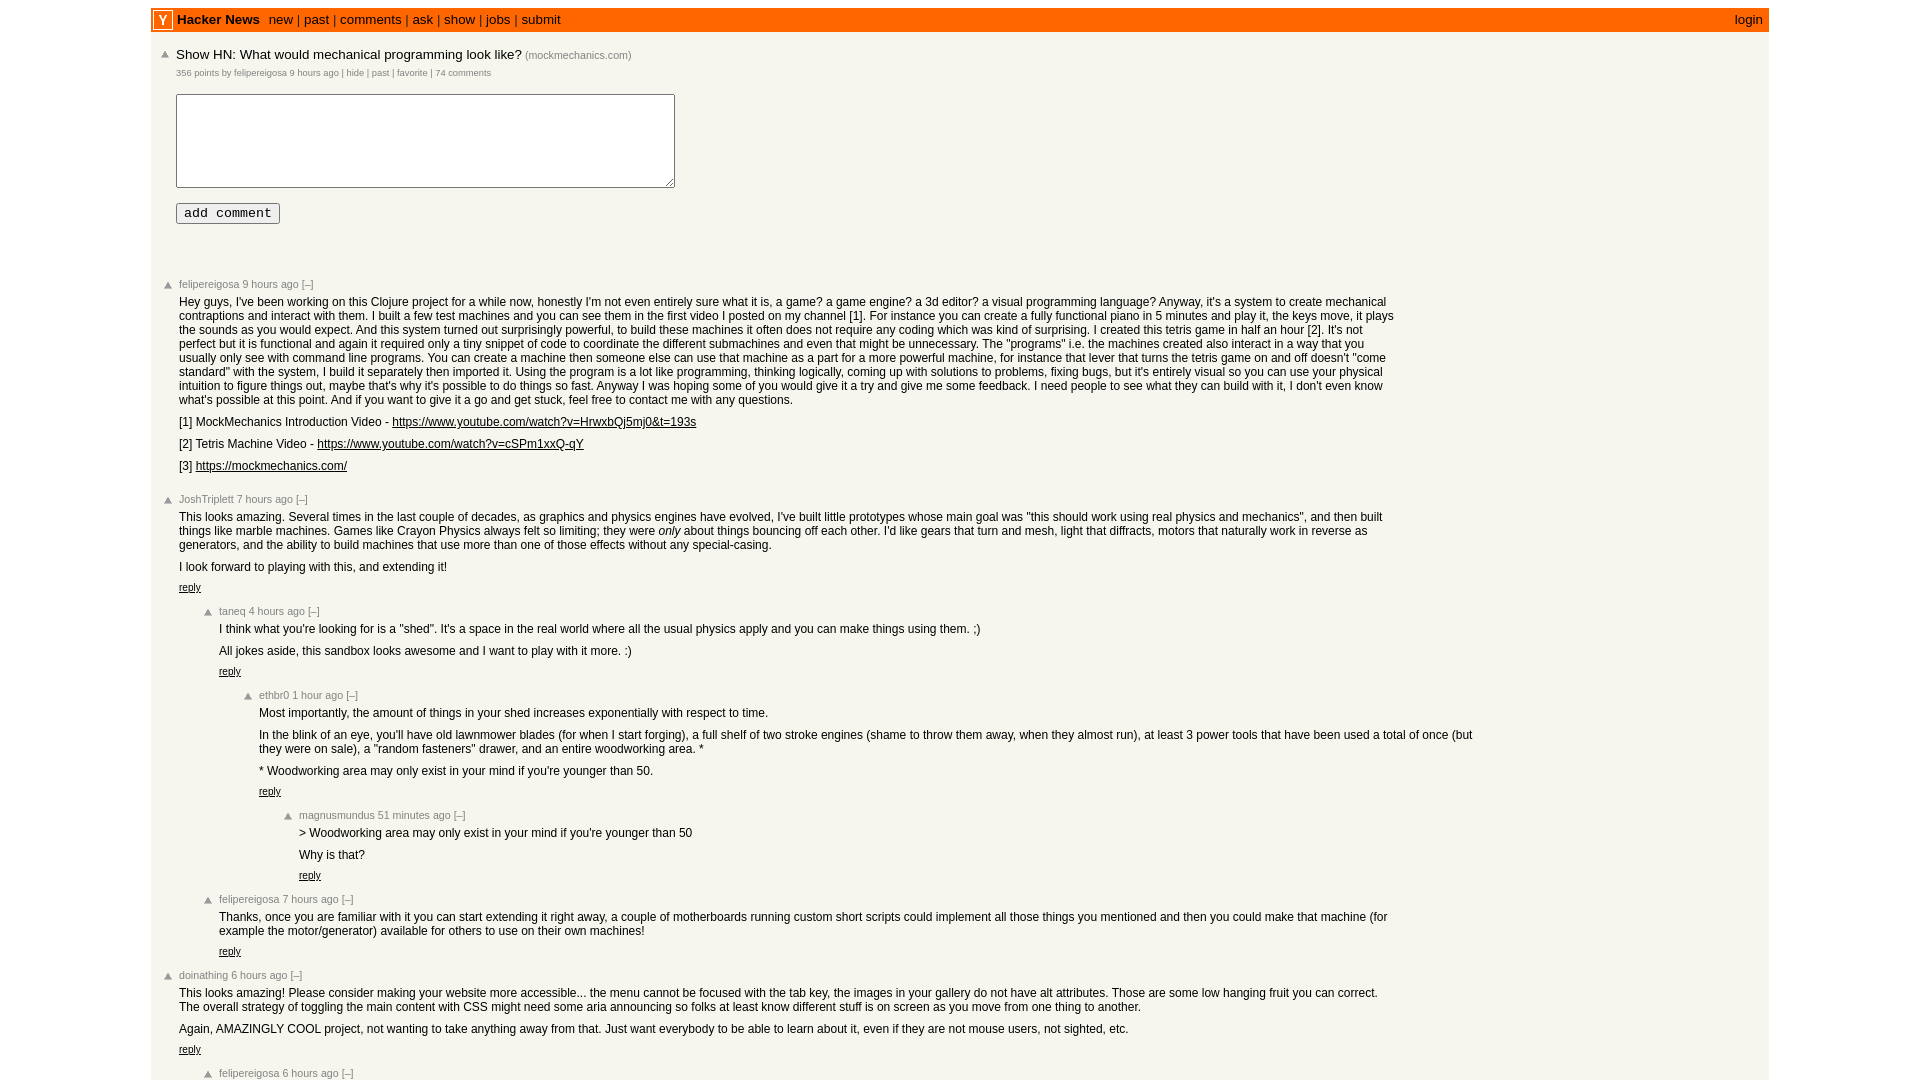 Y Hacker News new | past | comments | ask | show | jobs | submit login
Show HN: What would mechanical programming look like? (mockmechanics.com)
356 points by felipereigosa 9 hours ago | hide | past | favorite | 74 comments
add comment
felipereigosa 9 hours ago [–]
Hey guys, I've been working on this Clojure project for a while now, honestly I'm not even entirely sure what it is, a game? a game engine? a 3d editor? a visual programming language? Anyway, it's a system to create mechanical
contraptions and interact with them. I built a few test machines and you can see them in the first video I posted on my channel [1]. For instance you can create a fully functional piano in 5 minutes and play it, the keys move, it plays
the sounds as you would expect. And this system turned out surprisingly powerful, to build these machines it often does not require any coding which was kind of surprising. I created this tetris game in half an hour [2]. It's not
perfect but it is functional and again it required only a tiny snippet of code to coordinate the different submachines and even that might be unnecessary. The "programs" i.e. the machines created also interact in a way that you
usually only see with command line programs. You can create a machine then someone else can use that machine as a part for a more powerful machine, for instance that lever that turns the tetris game on and off doesn't "come
standard" with the system, I build it separately then imported it. Using the program is a lot like programming, thinking logically, coming up with solutions to problems, fixing bugs, but it's entirely visual so you can use your physical
intuition to figure things out, maybe that's why it's possible to do things so fast. Anyway I was hoping some of you would give it a try and give me some feedback. I need people to see what they can build with it, I don't even know
what's possible at this point. And if you want to give it a go and get stuck, feel free to contact me with any questions.
[1] MockMechanics Introduction Video - https://www.youtube.com/watch?v=HrwxbQj5mj0&t=193s
[2] Tetris Machine Video - https://www.youtube.com/watch?v=cSPm1xxQ-qY
[3] https://mockmechanics.com/
JoshTriplett 7 hours ago [–]
This looks amazing. Several times in the last couple of decades, as graphics and physics engines have evolved, I've built little prototypes whose main goal was "this should work using real physics and mechanics", and then built
things like marble machines. Games like Crayon Physics always felt so limiting; they were only about things bouncing off each other. I'd like gears that turn and mesh, light that diffracts, motors that naturally work in reverse as
generators, and the ability to build machines that use more than one of those effects without any special-casing.
I look forward to playing with this, and extending it!
reply
taneq 4 hours ago [–]
I think what you're looking for is a "shed". It's a space in the real world where all the usual physics apply and you can make things using them. ;)
All jokes aside, this sandbox looks awesome and I want to play with it more. :)
reply
ethbr0 1 hour ago [–]
Most importantly, the amount of things in your shed increases exponentially with respect to time.
In the blink of an eye, you'll have old lawnmower blades (for when I start forging), a full shelf of two stroke engines (shame to throw them away, when they almost run), at least 3 power tools that have been used a total of once (but
they were on sale), a "random fasteners" drawer, and an entire woodworking area. *
* Woodworking area may only exist in your mind if you're younger than 50.
reply
magnusmundus 51 minutes ago [–]
> Woodworking area may only exist in your mind if you're younger than 50
Why is that?
reply
felipereigosa 7 hours ago [–]
Thanks, once you are familiar with it you can start extending it right away, a couple of motherboards running custom short scripts could implement all those things you mentioned and then you could make that machine (for
example the motor/generator) available for others to use on their own machines!
reply
doinathing 6 hours ago [–]
This looks amazing! Please consider making your website more accessible... the menu cannot be focused with the tab key, the images in your gallery do not have alt attributes. Those are some low hanging fruit you can correct.
The overall strategy of toggling the main content with CSS might need some aria announcing so folks at least know different stuff is on screen as you move from one thing to another.
Again, AMAZINGLY COOL project, not wanting to take anything away from that. Just want everybody to be able to learn about it, even if they are not mouse users, not sighted, etc.
reply
felipereigosa 6 hours ago [–]